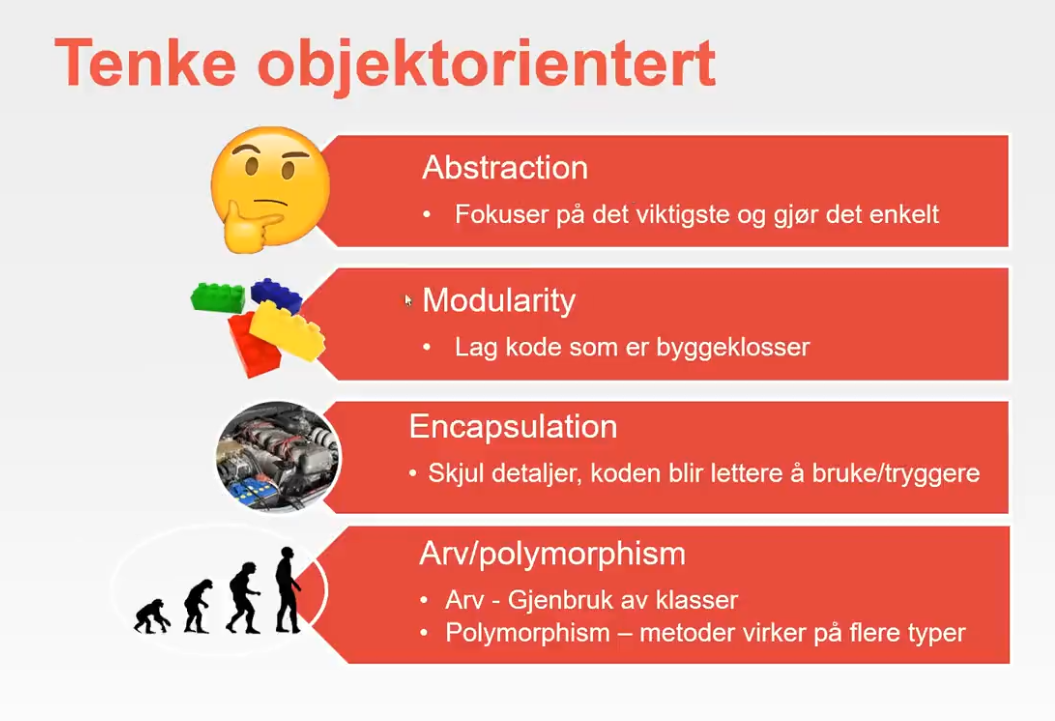 Tenke objektorientert
Abstraction
• Fokuser på det viktigste og gjør det enkelt
Modularity
• Lag kode som er byggeklosser
Encapsulation
• Skjul detaljer, koden blir lettere å bruke/tryggere
Arv/polymorphism
• Arv - Gjenbruk av klasser
• Polymorphism – metoder virker på flere typer